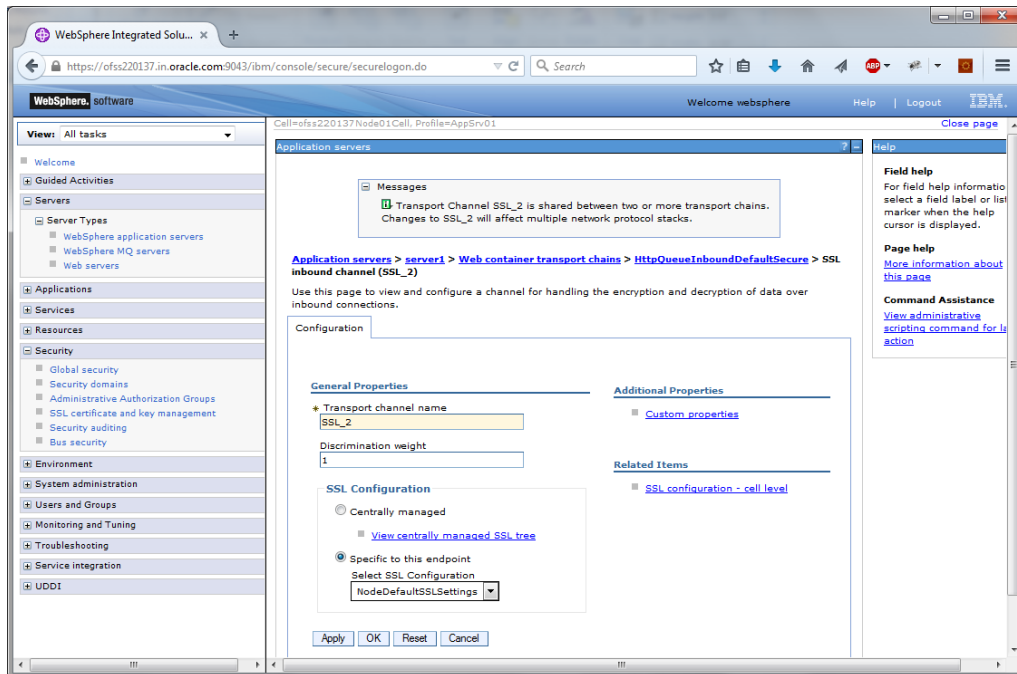 WebSphere Integrated Solu... × +
https://ofss220137.in.oracle.com:9043/ibm/console/secure/securelogon.do
Search
ABP
WebSphere. software
Welcome websphere
Help | Logout
IBM.
View: All tasks
Welcome
Guided Activities
Servers
Server Types
WebSphere application servers
WebSphere MQ servers
Web servers
Applications
Services
Resources
Security
Global security
Security domains
Administrative Authorization Groups
SSL certificate and key management
Security auditing
Bus security
Environment
System administration
Users and Groups
Monitoring and Tuning
Troubleshooting
Service integration
UDDI
Cell=ofss220137Node01Cell, Profile=AppSrv01
Close page
Application servers
? –
Messages
Transport Channel SSL_2 is shared between two or more transport chains.
Changes to SSL_2 will affect multiple network protocol stacks.
Application servers > server1 > Web container transport chains > HttpQueueInboundDefaultSecure > SSL
inbound channel (SSL_2)
Use this page to view and configure a channel for handling the encryption and decryption of data over
inbound connections.
Configuration
General Properties
* Transport channel name
SSL_2
Discrimination weight
1
SSL Configuration
Centrally managed
View centrally managed SSL tree
Specific to this endpoint
Select SSL Configuration
NodeDefaultSSLSettings
Apply OK Reset Cancel
Additional Properties
Custom properties
Related Items
SSL configuration - cell level
Help
Field help
For field help informatio
select a field label or list
marker when the help
cursor is displayed.
Page help
More information about
this page
Command Assistance
View administrative
scripting command for la
action